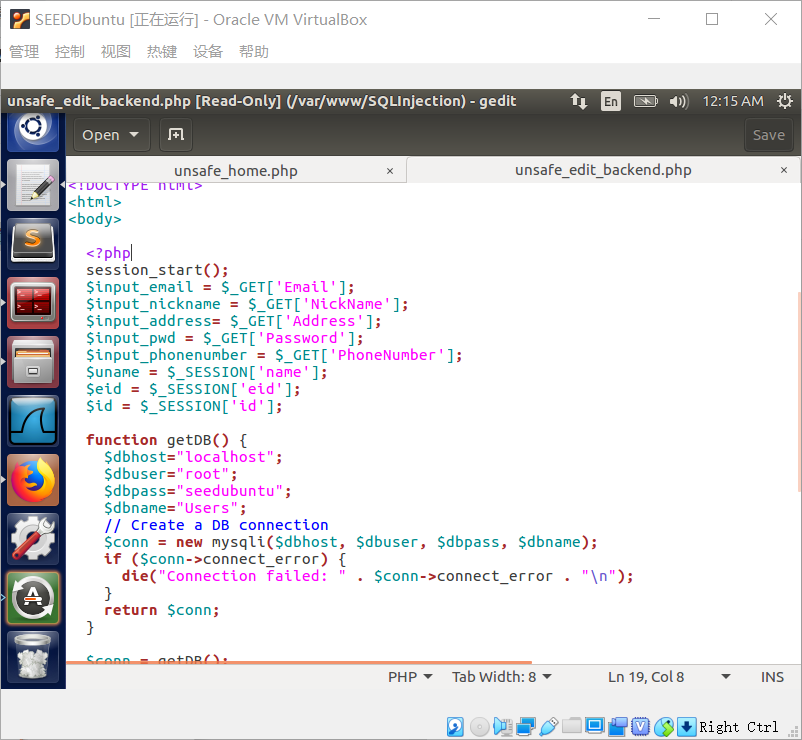 SEEDUbuntu [正在运行] - Oracle VM VirtualBox
管理 控制 视图 热键 设备 帮助
unsafe_edit_backend.php [Read-Only] (/var/www/SQLInjection) - gedit En 12:15 AM
Open Save
unsafe_home.php × unsafe_edit_backend.php ×
<!DOCTYPE html>
<html>
<body>
<?php
session_start();
$input_email = $_GET['Email'];
$input_nickname = $_GET['NickName'];
$input_address= $_GET['Address'];
$input_pwd = $_GET['Password'];
$input_phonenumber = $_GET['PhoneNumber'];
$uname = $_SESSION['name'];
$eid = $_SESSION['eid'];
$id = $_SESSION['id'];
function getDB() {
$dbhost="localhost";
$dbuser="root";
$dbpass="seedubuntu";
$dbname="Users";
// Create a DB connection
$conn = new mysqli($dbhost, $dbuser, $dbpass, $dbname);
if ($conn->connect_error) {
die("Connection failed: " . $conn->connect_error . "\n");
}
return $conn;
}
$conn = getDB();
PHP Tab Width: 8 Ln 19, Col 8 INS
Right Ctrl